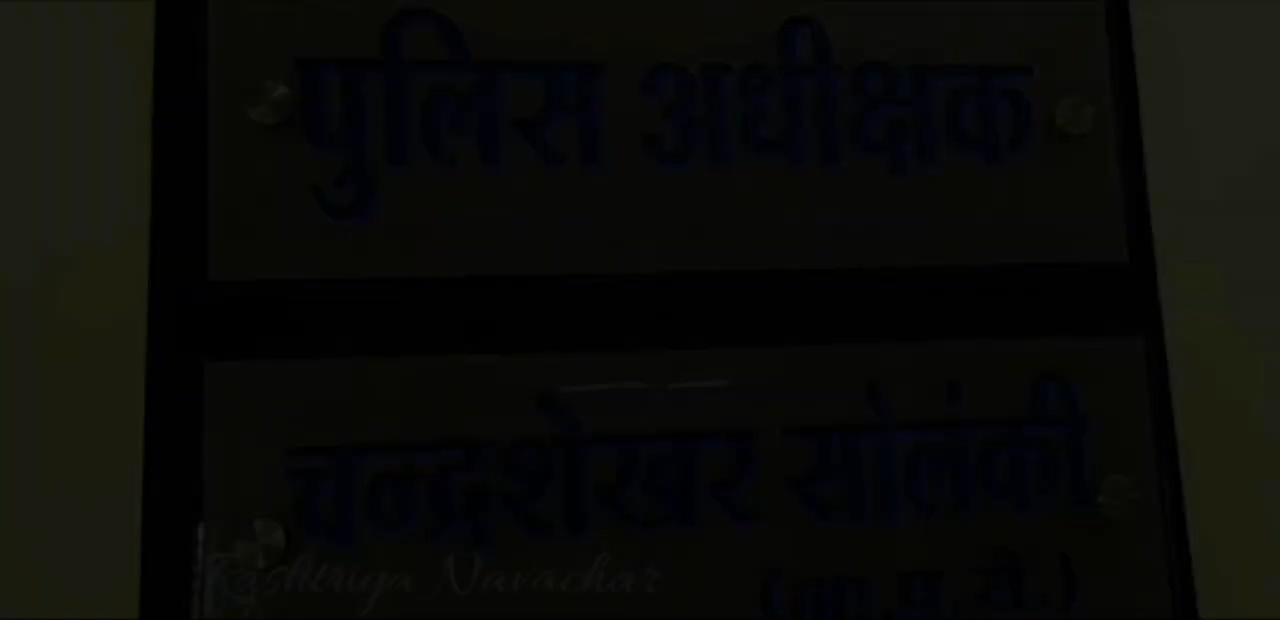 पुलिस अधीक्षक
चन्द्रशेखर सोलंकी
Rashtriya Navachar
(भा.पु.से.)